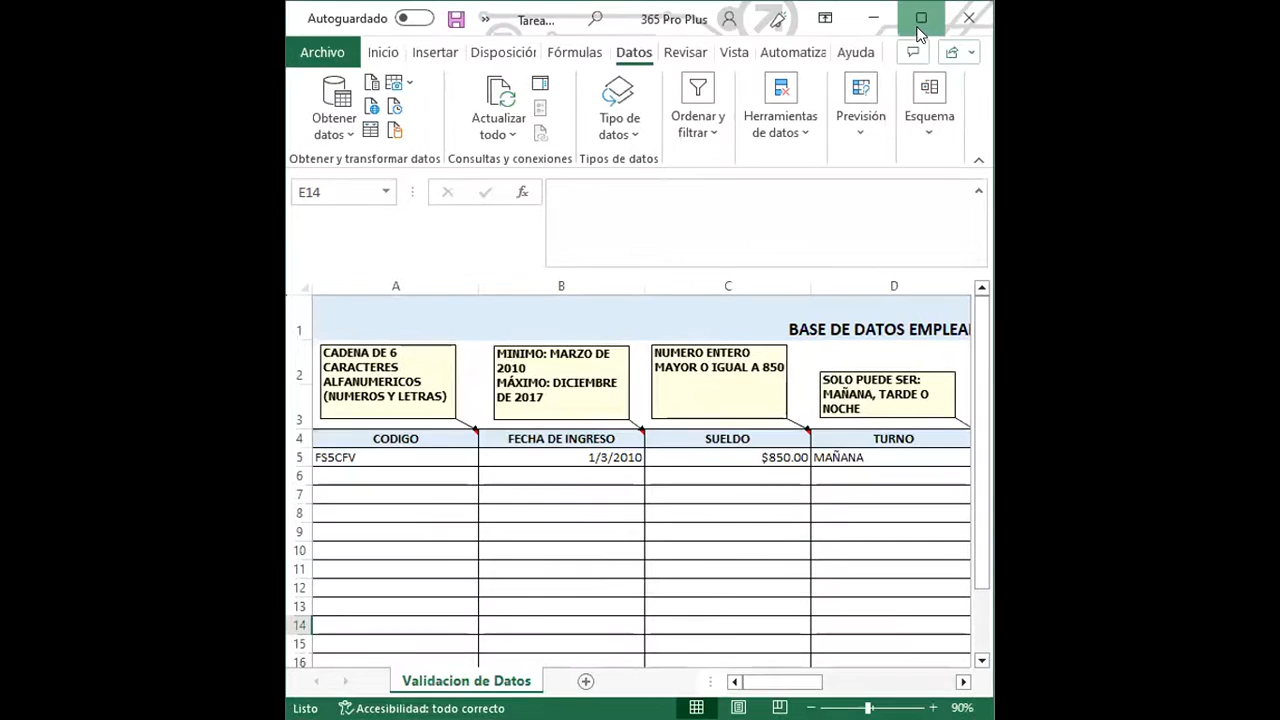 Autoguardado
»
Tarea...
365 Pro Plus
Archivo
Inicio
Insertar
Disposició
Fórmulas
Datos
Revisar
Vista
Automatiza
Ayuda
Obtener
datos
Actualizar
todo
Tipo de
datos
Ordenar y
filtrar
Herramientas
de datos
Previsión
Esquema
Obtener y transformar datos
Consultas y conexiones
Tipos de datos
E14
fx
A B C D
1
BASE DE DATOS EMPLEA
2
CADENA DE 6
CARACTERES
ALFANUMERICOS
(NUMEROS Y LETRAS)
MINIMO: MARZO DE
2010
MÁXIMO: DICIEMBRE
DE 2017
NUMERO ENTERO
MAYOR O IGUAL A 850
SOLO PUEDE SER:
MAÑANA, TARDE O
NOCHE
3
4 CODIGO FECHA DE INGRESO SUELDO TURNO
5 FS5CFV 1/3/2010 $850.00 MAÑANA
6
7
8
9
10
11
12
13
14
15
16
Validacion de Datos
Listo
Accesibilidad: todo correcto
90%